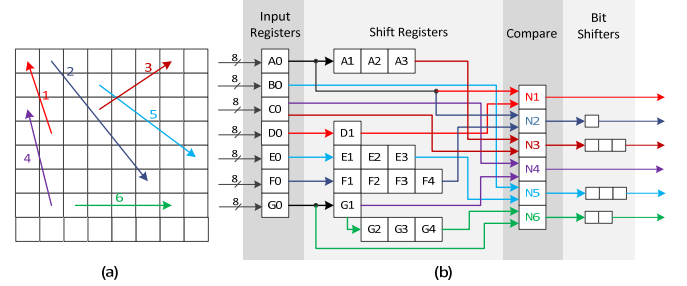 1
2
3
4
5
6
(a)
Input
Registers
Shift Registers
Compare
Bit
Shifters
8 A0 A1 A2 A3
8 B0 N1
8 C0 N2
8 D0 D1 N3
8 E0 E1 E2 E3 N4
8 F0 F1 F2 F3 F4 N5
8 G0 G1 N6
G2 G3 G4
(b)